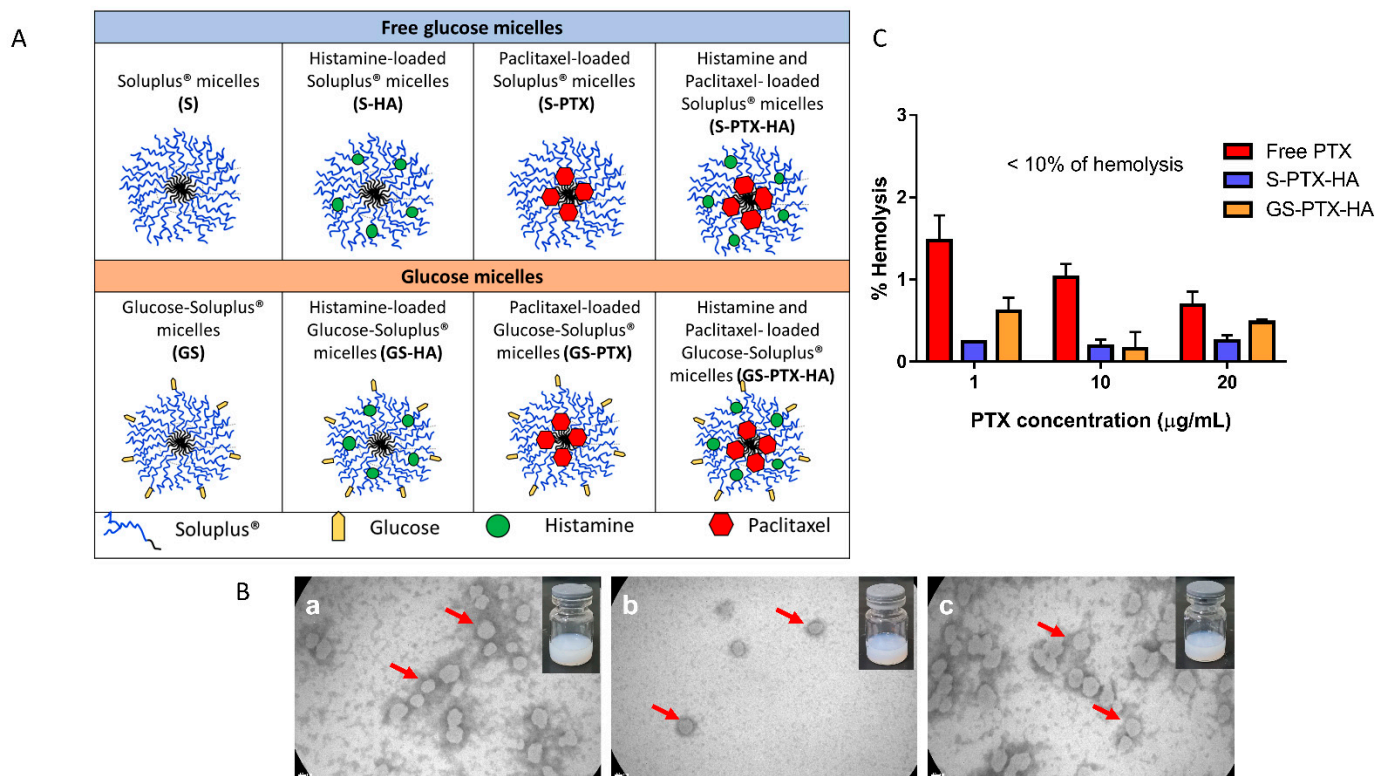 A
Free glucose micelles
Soluplus® micelles
(S)
Histamine-loaded
Soluplus® micelles
(S-HA)
Paclitaxel-loaded
Soluplus® micelles
(S-PTX)
Histamine and
Paclitaxel- loaded
Soluplus® micelles
(S-PTX-HA)
Glucose micelles
Glucose-Soluplus®
micelles
(GS)
Histamine-loaded
Glucose-Soluplus®
micelles (GS-HA)
Paclitaxel-loaded
Glucose-Soluplus®
micelles (GS-PTX)
Histamine and
Paclitaxel- loaded
Glucose-Soluplus®
micelles (GS-PTX-HA)
Soluplus®
Glucose
Histamine
Paclitaxel
C
3
2
1
0
% Hemolysis
< 10% of hemolysis
Free PTX
S-PTX-HA
GS-PTX-HA
1
10
20
PTX concentration (μg/mL)
B
a
b
c